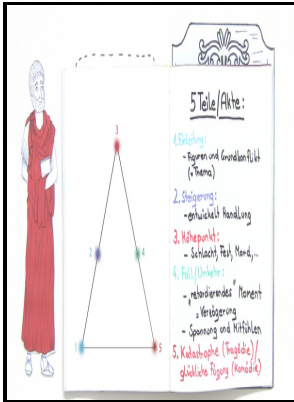 3
2
4
1
5
5 Teile/Akte:
1. Einleitung:
- Figuren und Grundkonflikt
(= Thema)
2. Steigerung:
- entwickelt Handlung
3. Höhepunkt:
- Schlacht, Fest, Mord,...
4. Fall/Umkehr:
- „retardierendes" Moment
= Verzögerung
- Spannung und Mitfühlen
5. Katastrophe (Tragödie)/
glückliche Fügung (Komödie)